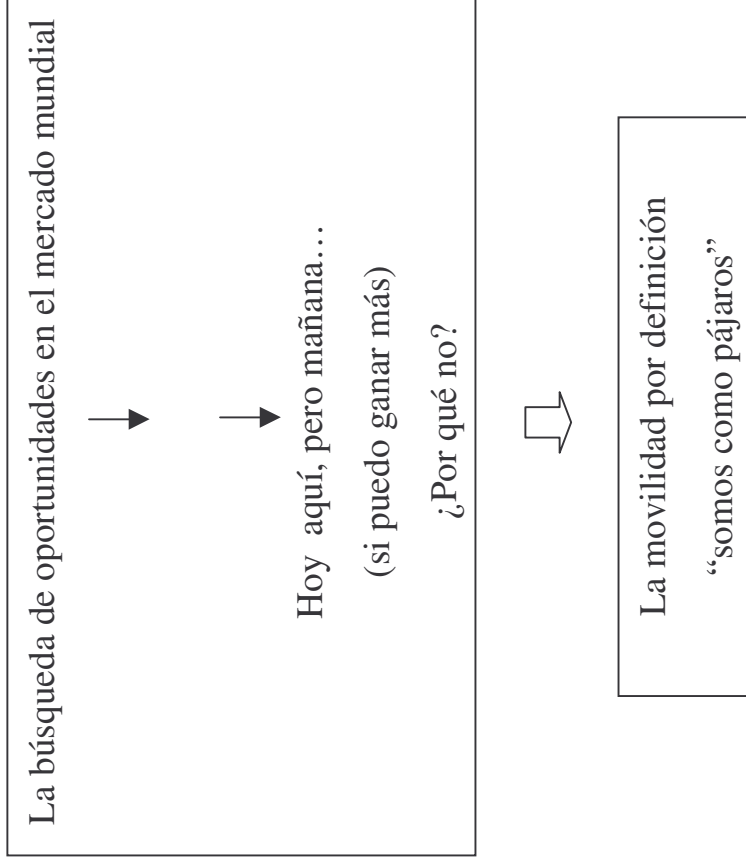 La búsqueda de oportunidades en el mercado mundial
Hoy aquí, pero mañana…
(si puedo ganar más)
¿Por qué no?
La movilidad por definición
“somos como pájaros”